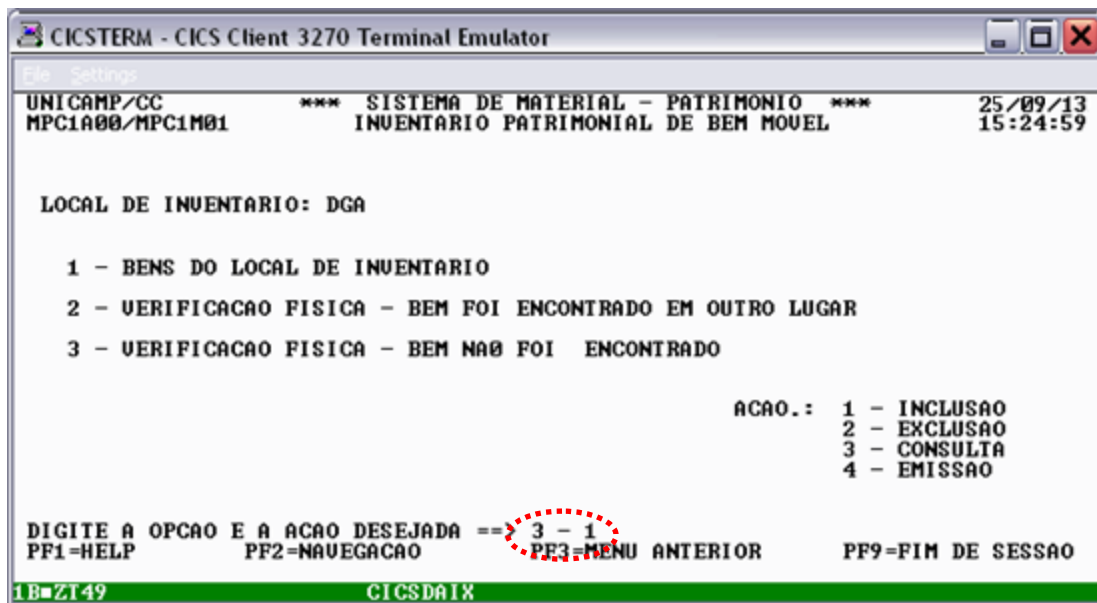 CICSTERM - CICS Client 3270 Terminal Emulator
File Settings
UNICAMP/CC *** SISTEMA DE MATERIAL - PATRIMONIO *** 25/09/13
MPC1A00/MPC1M01 INVENTARIO PATRIMONIAL DE BEM MOVEL 15:24:59
LOCAL DE INVENTARIO: DGA
1 - BENS DO LOCAL DE INVENTARIO
2 - VERIFICACAO FISICA - BEM FOI ENCONTRADO EM OUTRO LUGAR
3 - VERIFICACAO FISICA - BEM NAO FOI ENCONTRADO
ACAO.: 1 - INCLUSAO
2 - EXCLUSAO
3 - CONSULTA
4 - EMISSAO
DIGITE A OPCAO E A ACAO DESEJADA ==> 3 - 1
PF1=HELP PF2=NAVEGACAO PF3=MENU ANTERIOR PF9=FIM DE SESSAO
1B■ZT49 CICSDAIX